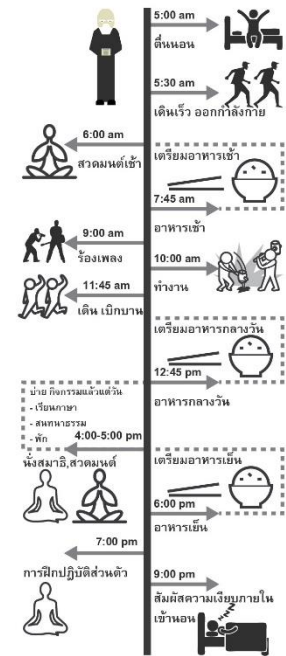 5:00 am
ตื่นนอน
5:30 am
เดินเร็ว ออกกำลังกาย
6:00 am
สวดมนต์เช้า
เตรียมอาหารเช้า
7:45 am
อาหารเช้า
9:00 am
ร้องเพลง
10:00 am
ทำงาน
11:45 am
เดิน เบิกบาน
เตรียมอาหารกลางวัน
12:45 pm
อาหารกลางวัน
บ่าย กิจกรรมแล้วแต่วัน
- เรียนภาษา
- สนทนาธรรม
- พัก
4:00-5:00 pm
นั่งสมาธิ,สวดมนต์
เตรียมอาหารเย็น
6:00 pm
อาหารเย็น
7:00 pm
การฝึกปฏิบัติส่วนตัว
9:00 pm
สัมผัสความเงียบภายใน
เข้านอน